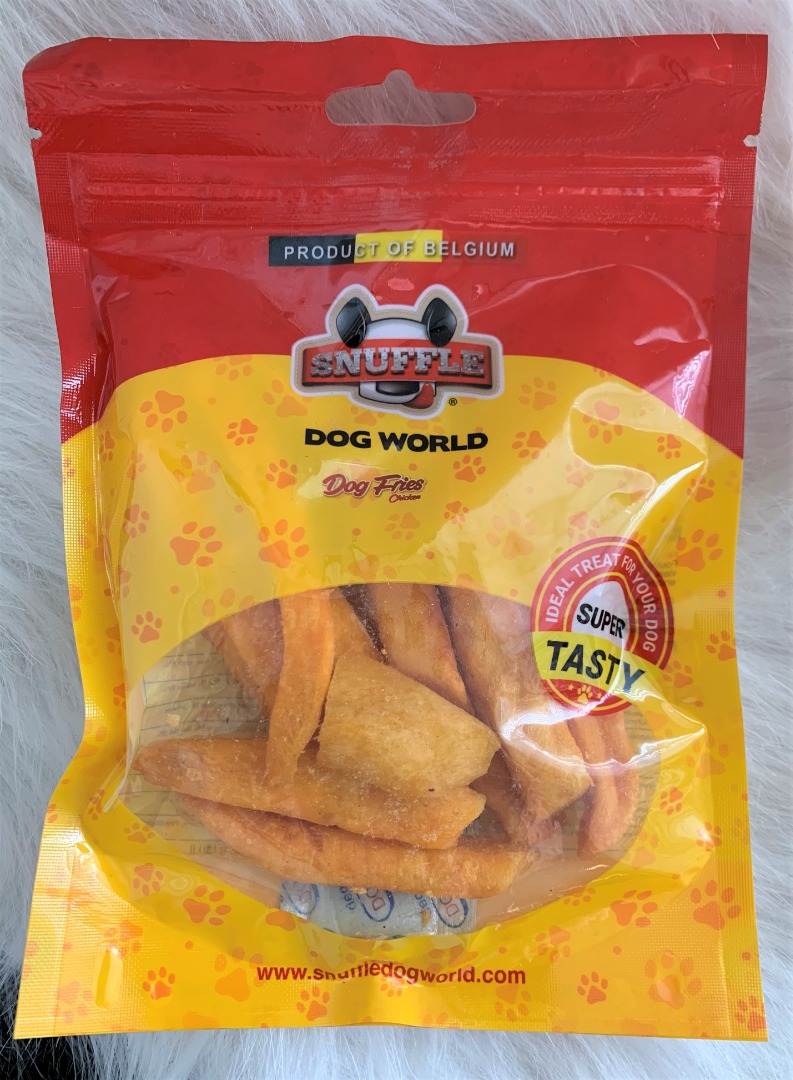 PRODUCT OF BELGIUM
SNUFFLE
®
DOG WORLD
Dog Fries
Chicken
IDEAL TREAT FOR YOUR DOG
SUPER
TASTY
www.snuffledogworld.com